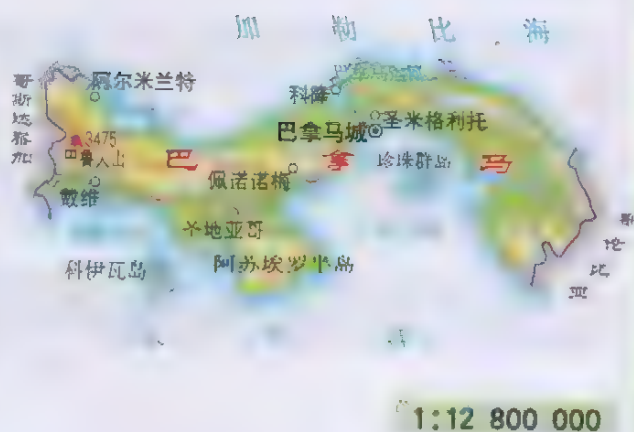 比
哥斯达黎加
阿尔米兰特
科隆
圣米格利托
巴拿马城
3475
巴鲁火山
巴拿马
珍珠群岛
佩诺诺梅
戴维
圣地亚哥
科伊瓦岛
阿苏埃罗半岛
哥伦比亚
1:12 800 000